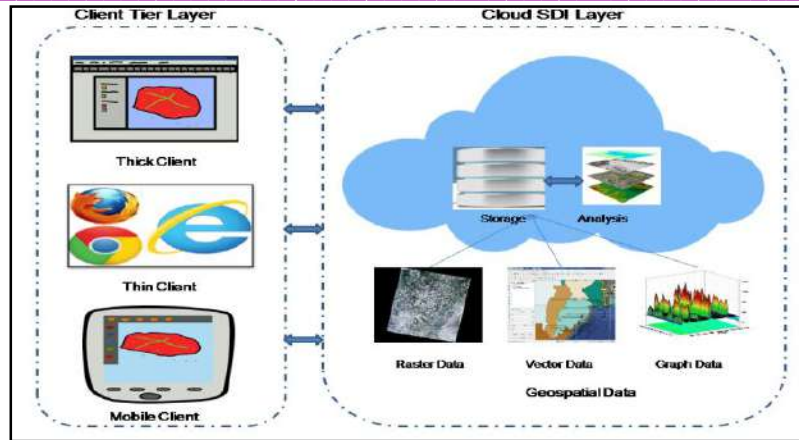 Client Tier Layer
Thick Client
Thin Client
Mobile Client
Cloud SDI Layer
Storage
Analysis
Raster Data
Vector Data
Graph Data
Geospatial Data